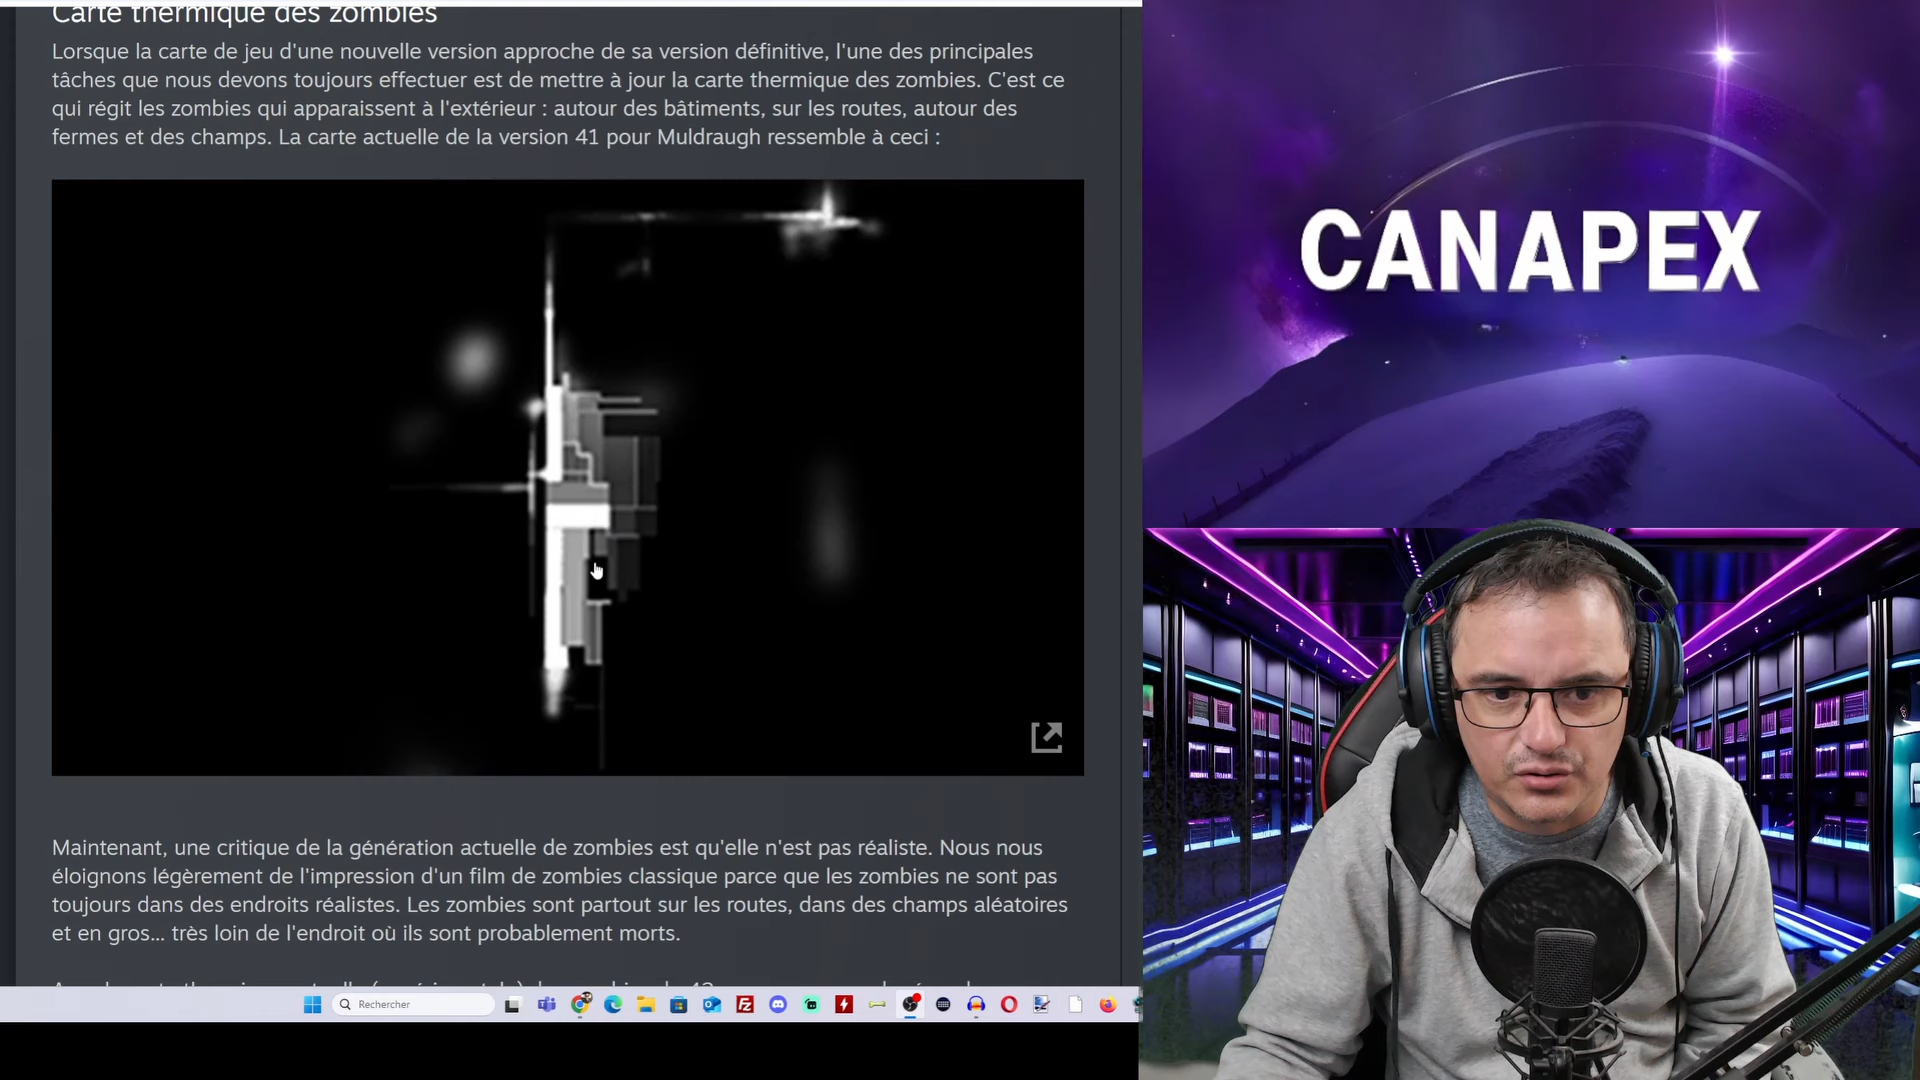 Carte thermique des zombies
Lorsque la carte de jeu d'une nouvelle version approche de sa version définitive, l'une des principales
tâches que nous devons toujours effectuer est de mettre à jour la carte thermique des zombies. C'est ce
qui régit les zombies qui apparaissent à l'extérieur : autour des bâtiments, sur les routes, autour des
fermes et des champs. La carte actuelle de la version 41 pour Muldraugh ressemble à ceci :
Maintenant, une critique de la génération actuelle de zombies est qu'elle n'est pas réaliste. Nous nous
éloignons légèrement de l'impression d'un film de zombies classique parce que les zombies ne sont pas
toujours dans des endroits réalistes. Les zombies sont partout sur les routes, dans des champs aléatoires
et en gros... très loin de l'endroit où ils sont probablement morts.
Rechercher
CANAPEX